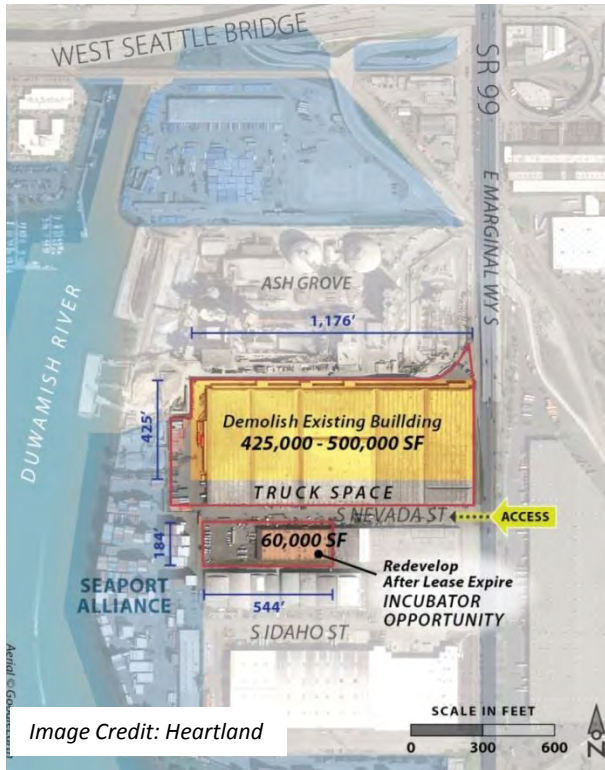 WEST SEATTLE BRIDGE
SR 99
E MARGINAL WY S
ASH GROVE
1,176’
DUWAMISH RIVER
425’
Demolish Existing Buillding
425,000 - 500,000 SF
TRUCK SPACE
S NEVADA ST
ACCESS
184’
60,000 SF
Redevelop
After Lease Expire
INCUBATOR
OPPORTUNITY
SEAPORT
ALLIANCE
544’
S IDAHO ST
Image Credit: Heartland
SCALE IN FEET
0 300 600
N